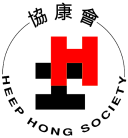 協康會
HEEP HONG SOCIETY